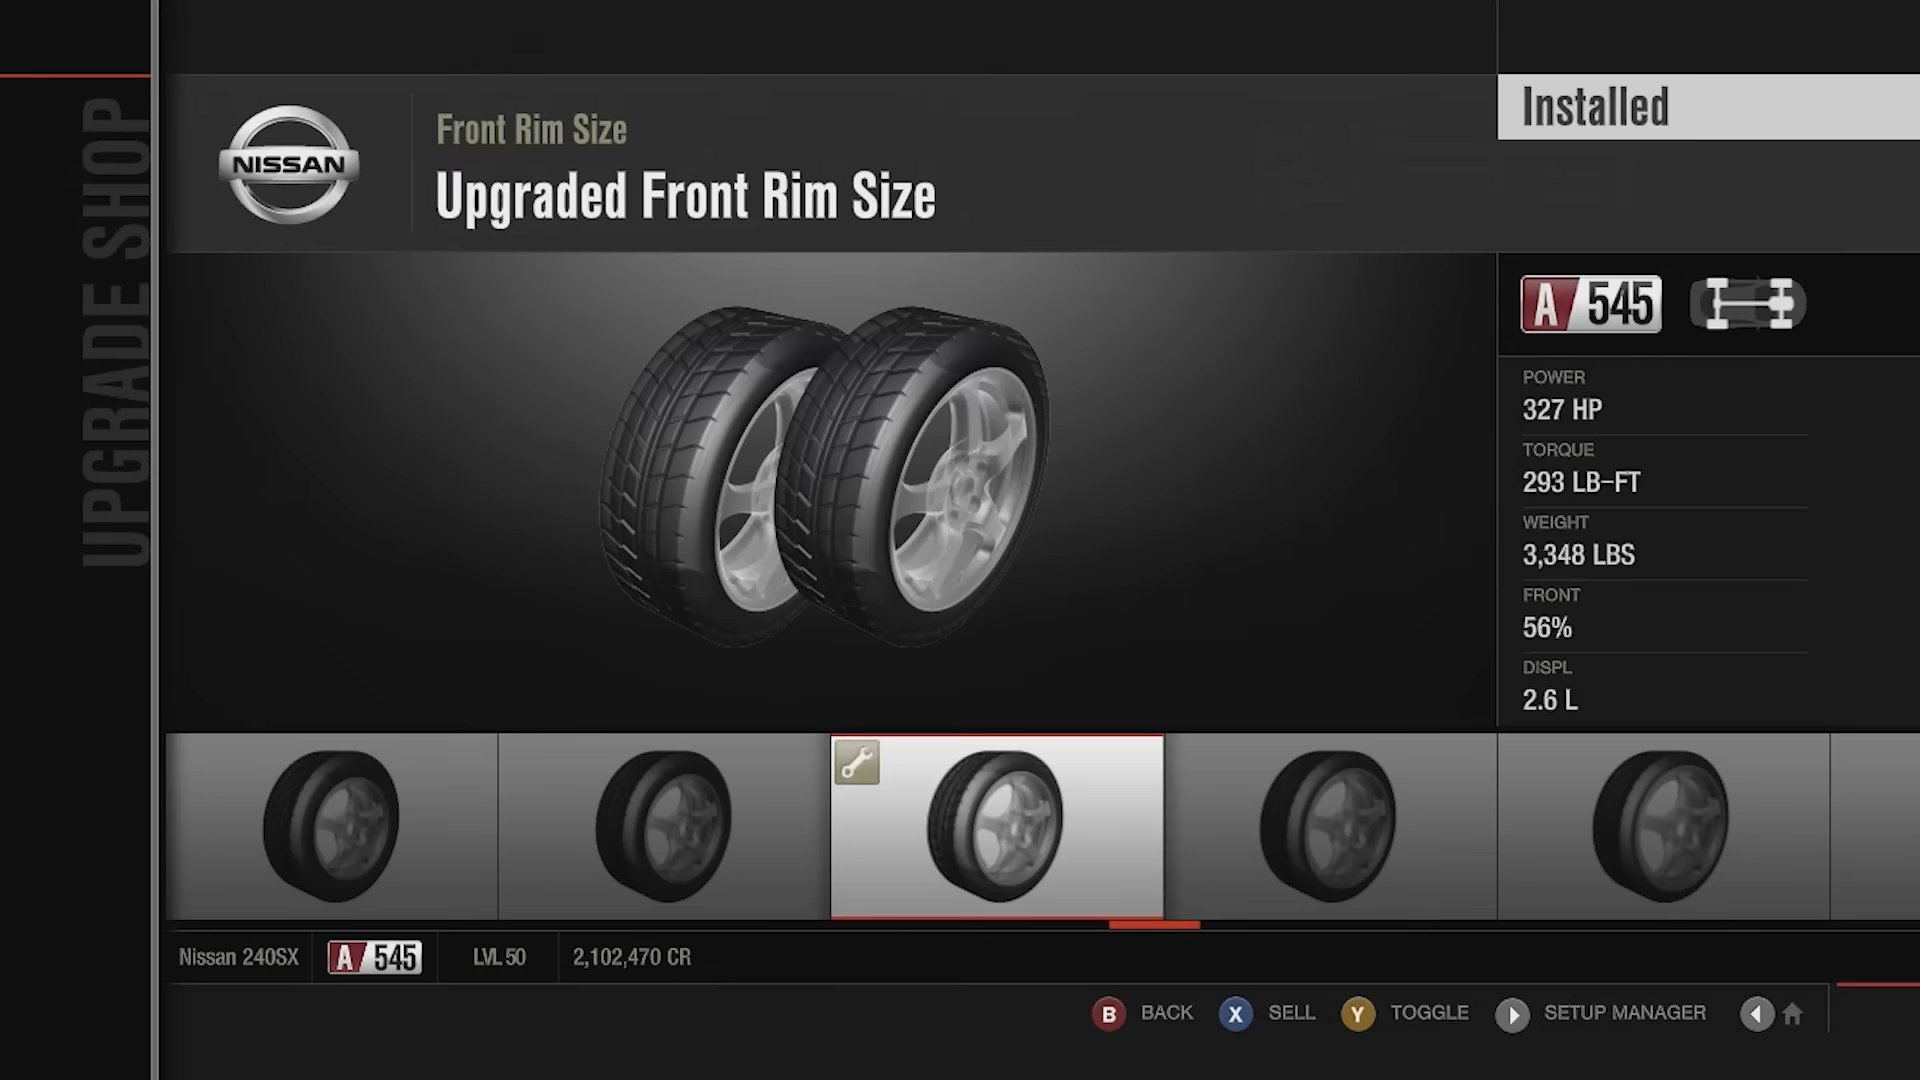 UPGRADE SHOP
NISSAN
Front Rim Size
Upgraded Front Rim Size
Installed
A 545
POWER
327 HP
TORQUE
293 LB-FT
WEIGHT
3,348 LBS
FRONT
56%
DISPL
2.6 L
Nissan 240SX A 545 LVL 50 2,102,470 CR
B BACK X SELL Y TOGGLE SETUP MANAGER